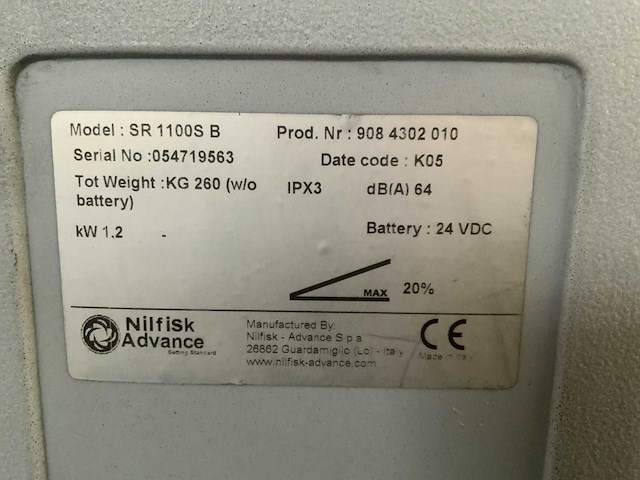 Model : SR 1100S B Prod. Nr : 908 4302 010
Serial No :054719563 Date code : K05
Tot Weight :KG 260 (w/o battery) IPX3 dB(A) 64
kW 1.2 - Battery : 24 VDC
MAX 20%
Nilfisk Advance
Setting Standard
Manufactured By
Nilfisk - Advance S.p.a
26862 Guardamiglio (Lo) - Italy
www.nilfisk-advance.com
CE
Made in Italy